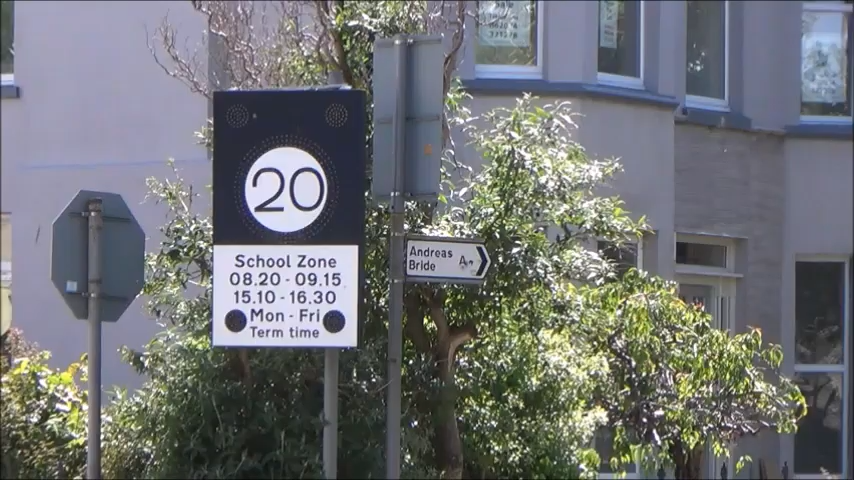 20
School Zone
08.20 - 09.15
15.10 - 16.30
Mon - Fri
Term time
Andreas
Bride